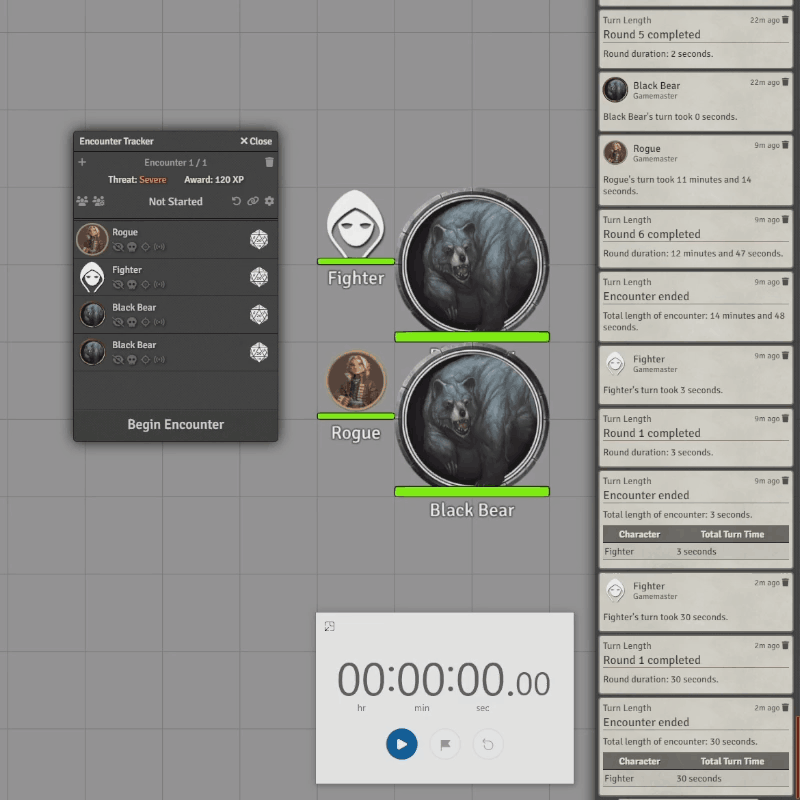 Encounter Tracker
Close
Encounter 1 / 1
Threat: Severe
Award: 120 XP
Not Started
Rogue
Fighter
Black Bear
Black Bear
Begin Encounter
Fighter
Rogue
Black Bear
00:00:00.00
hr
min
sec
Turn Length
22m ago
Round 5 completed
Round duration: 2 seconds.
Black Bear
22m ago
Gamemaster
Black Bear's turn took 0 seconds.
Rogue
9m ago
Gamemaster
Rogue's turn took 11 minutes and 14
seconds.
Turn Length
9m ago
Round 6 completed
Round duration: 12 minutes and 47 seconds.
Turn Length
9m ago
Encounter ended
Total length of encounter: 14 minutes and 48
seconds.
Fighter
9m ago
Gamemaster
Fighter's turn took 3 seconds.
Turn Length
9m ago
Round 1 completed
Round duration: 3 seconds.
Turn Length
9m ago
Encounter ended
Total length of encounter: 3 seconds.
Character
Total Turn Time
Fighter
3 seconds
Fighter
2m ago
Gamemaster
Fighter's turn took 30 seconds.
Turn Length
2m ago
Round 1 completed
Round duration: 30 seconds.
Turn Length
2m ago
Encounter ended
Total length of encounter: 30 seconds.
Character
Total Turn Time
Fighter
30 seconds